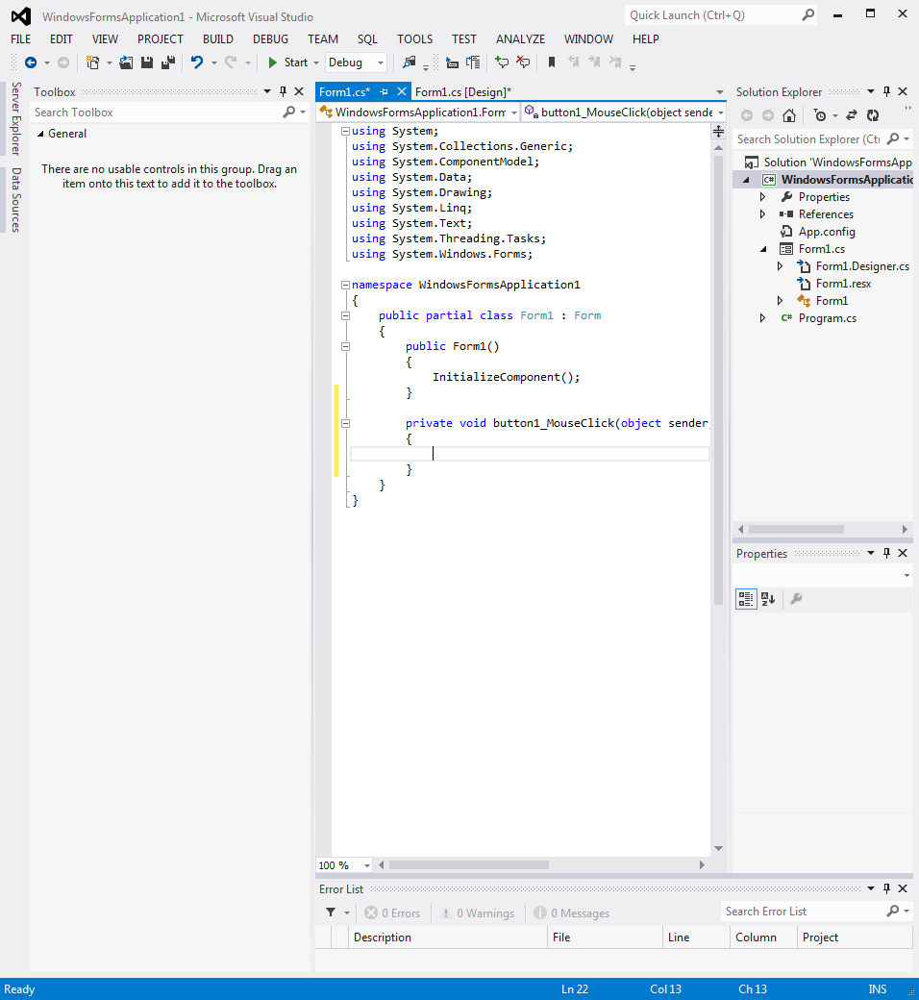 WindowsFormsApplication1 - Microsoft Visual Studio
Quick Launch (Ctrl+Q)
FILE EDIT VIEW PROJECT BUILD DEBUG TEAM SQL TOOLS TEST ANALYZE WINDOW HELP
Start Debug
Server Explorer
Data Sources
Toolbox
Search Toolbox
General
There are no usable controls in this group. Drag an
item onto this text to add it to the toolbox.
Form1.cs* Form1.cs [Design]*
WindowsFormsApplication1.Form button1_MouseClick(object sende
using System;
using System.Collections.Generic;
using System.ComponentModel;
using System.Data;
using System.Drawing;
using System.Linq;
using System.Text;
using System.Threading.Tasks;
using System.Windows.Forms;
namespace WindowsFormsApplication1
{
public partial class Form1 : Form
{
public Form1()
{
InitializeComponent();
}
private void button1_MouseClick(object sender,
{
}
}
}
100 %
Solution Explorer
Search Solution Explorer (Ctr
Solution 'WindowsFormsApp
WindowsFormsApplicatio
Properties
References
App.config
Form1.cs
Form1.Designer.cs
Form1.resx
Form1
C# Program.cs
Properties
Error List
0 Errors 0 Warnings 0 Messages
Search Error List
Description File Line Column Project
Ready Ln 22 Col 13 Ch 13 INS